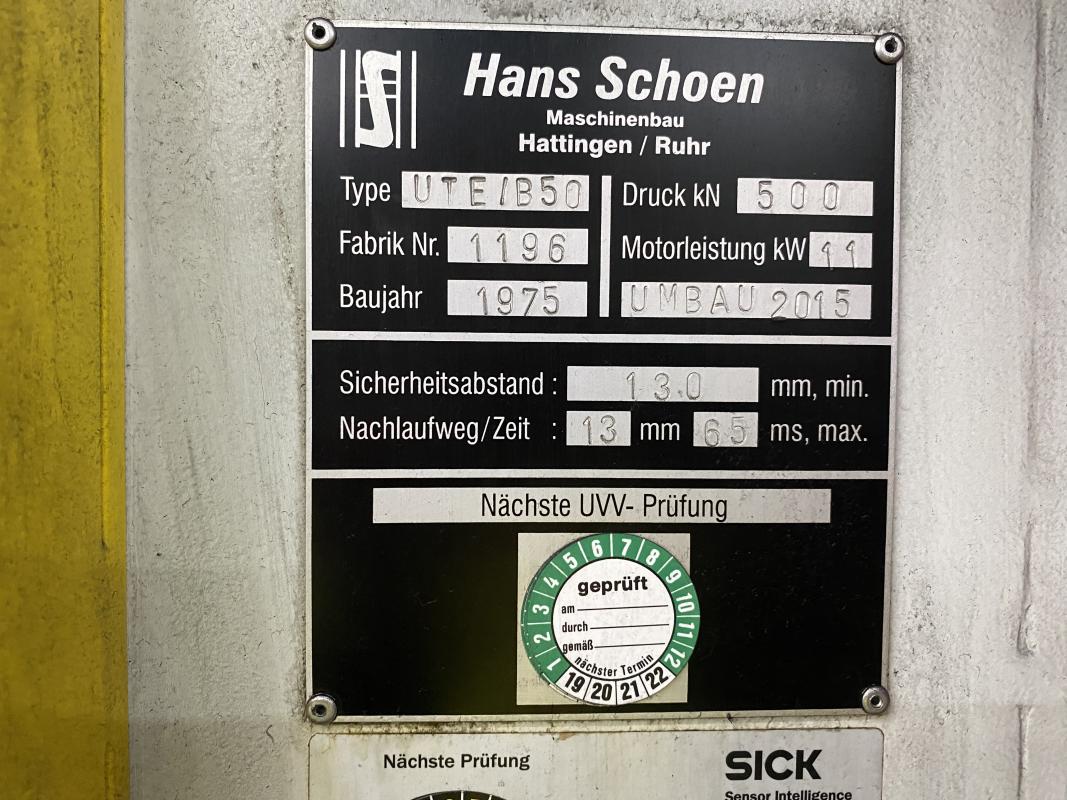 Hans Schoen
Maschinenbau
Hattingen / Ruhr
Type UTE/B50
Fabrik Nr. 1196
Baujahr 1975
Druck kN 500
Motorleistung kW 11
UMBAU 2015
Sicherheitsabstand : 130 mm, min.
Nachlaufweg/Zeit : 13 mm 65 ms, max.
Nächste UVV- Prüfung
1 2 3 4 5 6 7 8 9 10 11 12
geprüft
am
durch
gemäß
nächster Termin
19 20 21 22
Nächste Prüfung
SICK
Sensor Intelligence